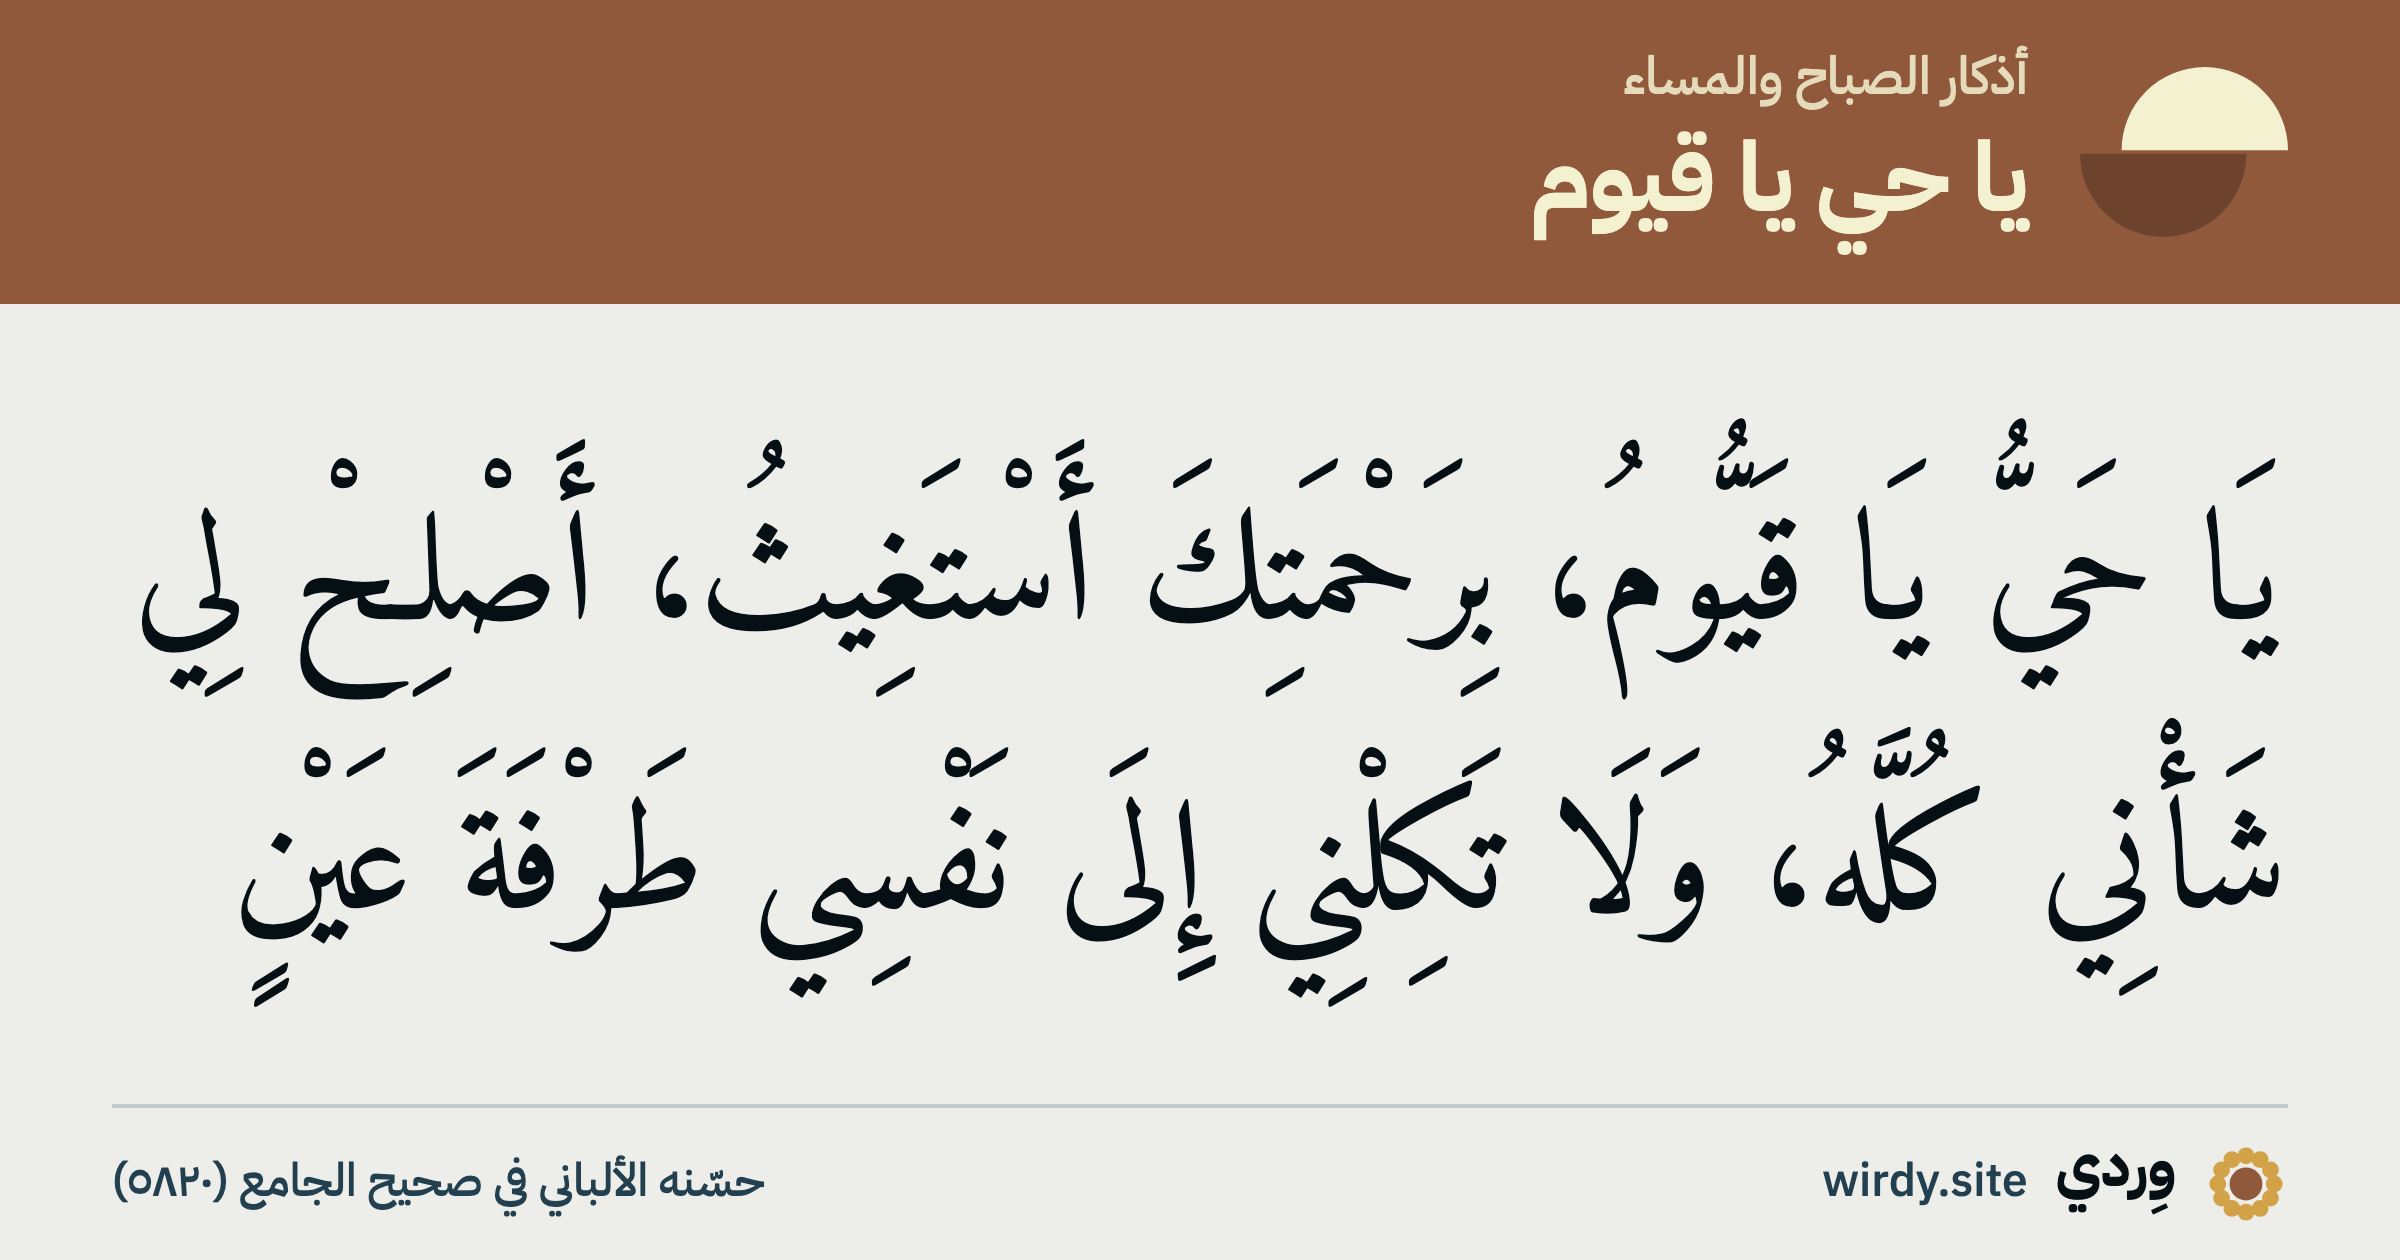 أذكار الصباح والمساء
يا حي يا قيوم
يَا حَيُّ يَا قَيُّومُ، بِرَحْمَتِكَ أَسْتَغِيثُ، أَصْلِحْ لِي
شَأْنِي كُلَّهُ، وَلَا تَكِلْنِي إِلَى نَفْسِي طَرْفَةَ عَيْنٍ
وِردي wirdy.site
حسّنه الألباني في صحيح الجامع (٥٨٢٠)